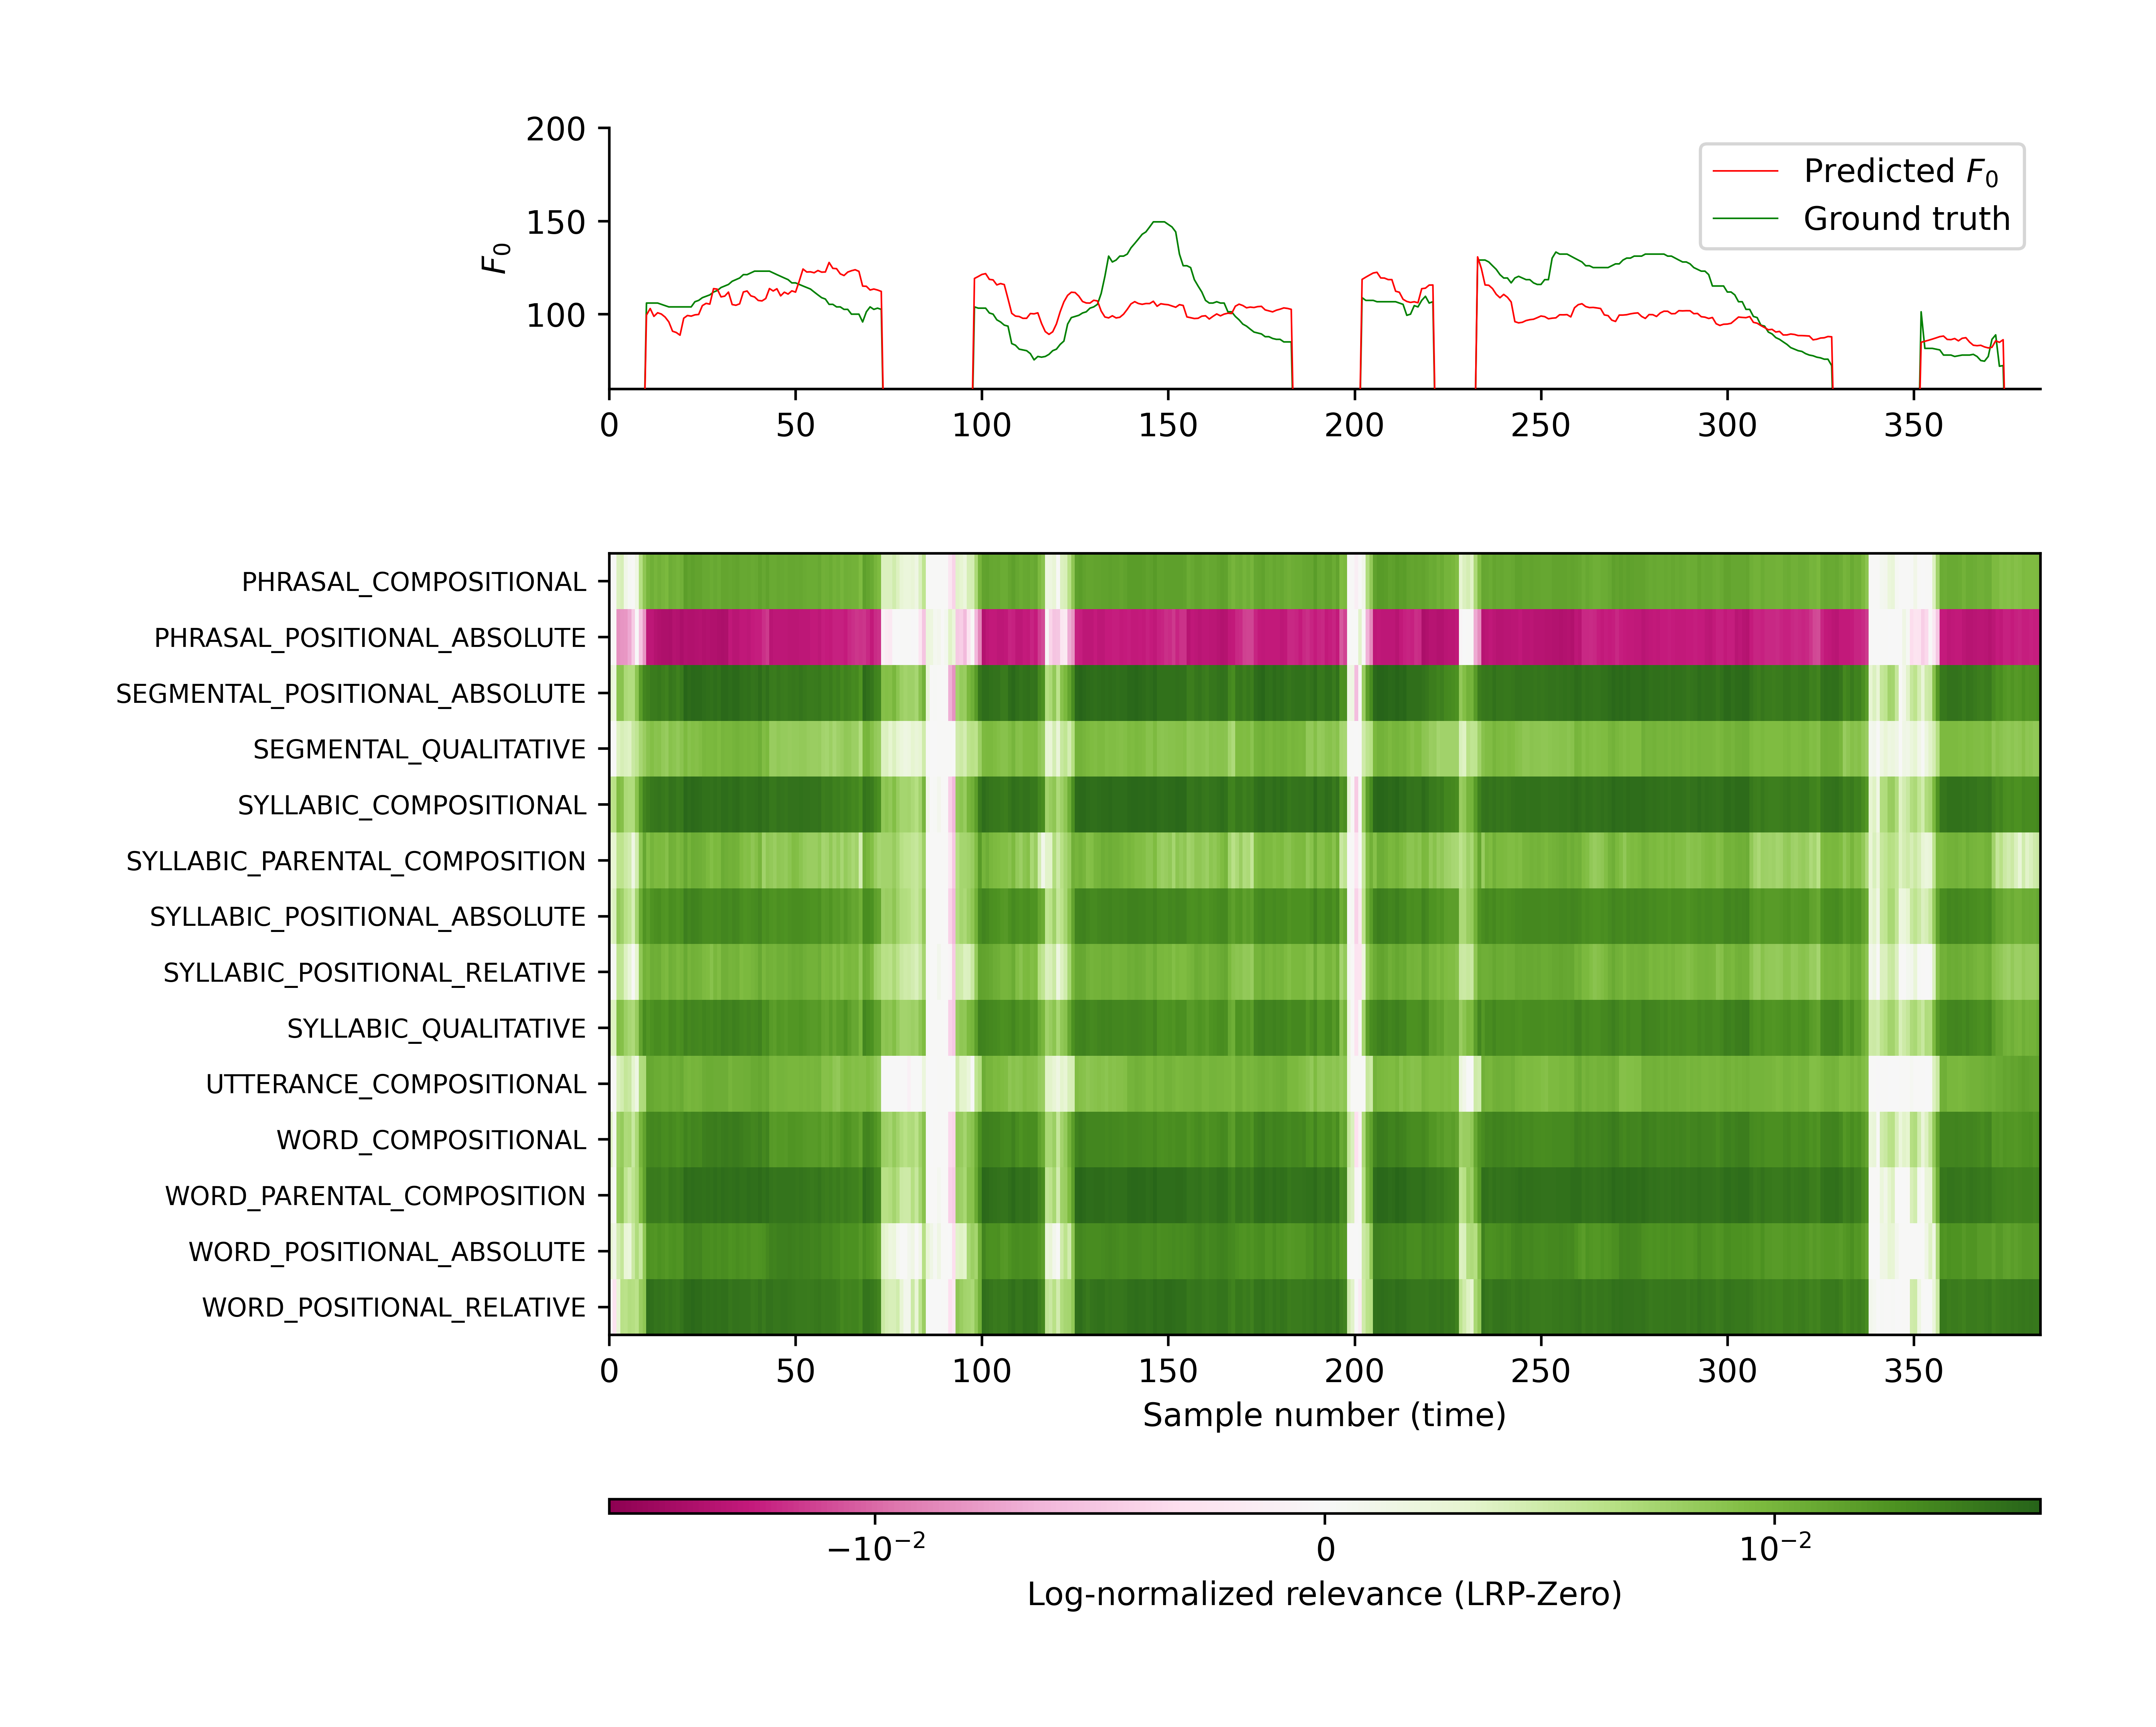 200
150
100
F₀
Predicted F₀
Ground truth
0 50 100 150 200 250 300 350
PHRASAL_COMPOSITIONAL
PHRASAL_POSITIONAL_ABSOLUTE
SEGMENTAL_POSITIONAL_ABSOLUTE
SEGMENTAL_QUALITATIVE
SYLLABIC_COMPOSITIONAL
SYLLABIC_PARENTAL_COMPOSITION
SYLLABIC_POSITIONAL_ABSOLUTE
SYLLABIC_POSITIONAL_RELATIVE
SYLLABIC_QUALITATIVE
UTTERANCE_COMPOSITIONAL
WORD_COMPOSITIONAL
WORD_PARENTAL_COMPOSITION
WORD_POSITIONAL_ABSOLUTE
WORD_POSITIONAL_RELATIVE
0 50 100 150 200 250 300 350
Sample number (time)
−10⁻² 0 10⁻²
Log-normalized relevance (LRP-Zero)